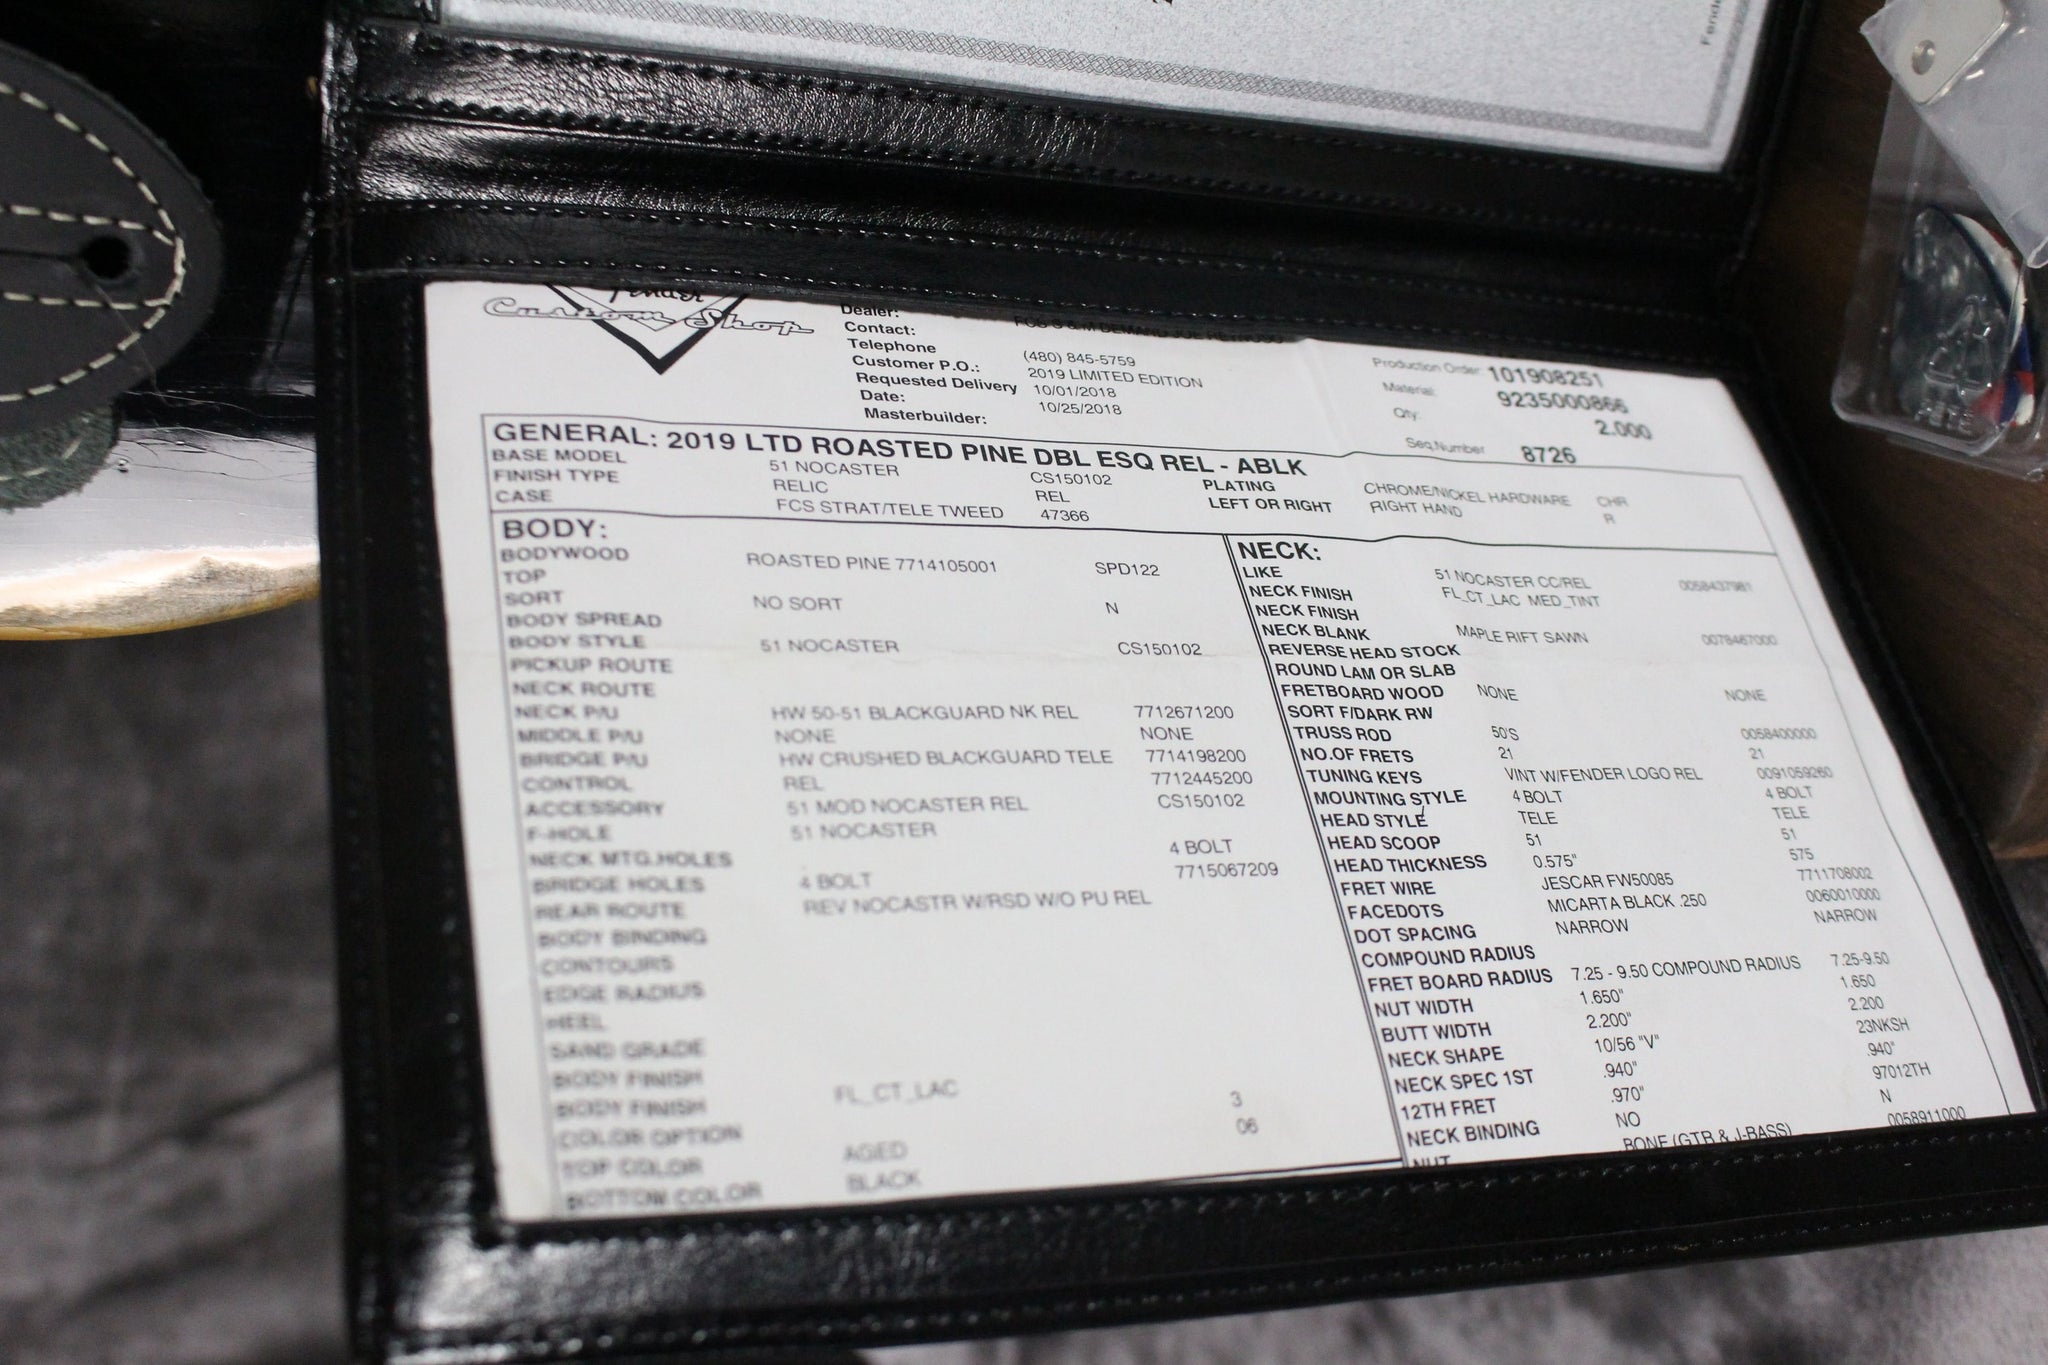 Fender
Custom Shop
Dealer:
Contact:
Telephone (480) 845-5759
Customer P.O.: 2019 LIMITED EDITION
Requested Delivery 10/01/2018
Date: 10/25/2018
Masterbuilder:
Production Order 101908251
Material: 9235000866
Qty: 2.000
Seq.Number 8726
GENERAL: 2019 LTD ROASTED PINE DBL ESQ REL - ABLK
BASE MODEL 51 NOCASTER CS150102 PLATING CHROME/NICKEL HARDWARE CHR
FINISH TYPE RELIC REL LEFT OR RIGHT RIGHT HAND R
CASE FCS STRAT/TELE TWEED 47366
BODY:
BODYWOOD ROASTED PINE 7714105001 SPD122
TOP
SORT NO SORT N
BODY SPREAD
BODY STYLE 51 NOCASTER CS150102
PICKUP ROUTE
NECK ROUTE
NECK P/U HW 50-51 BLACKGUARD NK REL 7712671200
MIDDLE P/U NONE NONE
BRIDGE P/U HW CRUSHED BLACKGUARD TELE 7714198200
CONTROL REL 7712445200
ACCESSORY 51 MOD NOCASTER REL CS150102
F-HOLE 51 NOCASTER
NECK MTG.HOLES 4 BOLT
BRIDGE HOLES 4 BOLT 7715067209
REAR ROUTE REV NOCASTR W/RSD W/O PU REL
BODY BINDING
CONTOURS
EDGE RADIUS
HEEL
SAND GRADE
BODY FINISH
BODY FINISH FL_CT_LAC 3
COLOR OPTION 06
TOP COLOR AGED
BOTTOM COLOR BLACK
NECK:
LIKE 51 NOCASTER CC/REL 0058437981
NECK FINISH FL_CT_LAC MED_TINT
NECK FINISH
NECK BLANK MAPLE RIFT SAWN 0078467000
REVERSE HEAD STOCK
ROUND LAM OR SLAB
FRETBOARD WOOD NONE NONE
SORT F/DARK RW
TRUSS ROD 50'S 0058400000
NO.OF FRETS 21 21
TUNING KEYS VINT W/FENDER LOGO REL 0091059260
MOUNTING STYLE 4 BOLT 4 BOLT
HEAD STYLE TELE TELE
HEAD SCOOP 51 51
HEAD THICKNESS 0.575" 575
FRET WIRE JESCAR FW50085 7711708002
FACEDOTS MICARTA BLACK .250 0060010000
DOT SPACING NARROW NARROW
COMPOUND RADIUS
FRET BOARD RADIUS 7.25 - 9.50 COMPOUND RADIUS 7.25-9.50
NUT WIDTH 1.650" 1.650
BUTT WIDTH 2.200" 2.200
NECK SHAPE 10/56 "V" 23NKSH
NECK SPEC 1ST .940" .940"
12TH FRET .970" 97012TH
NECK BINDING NO N
NUT BONE (GTR & J-BASS) 0058911000